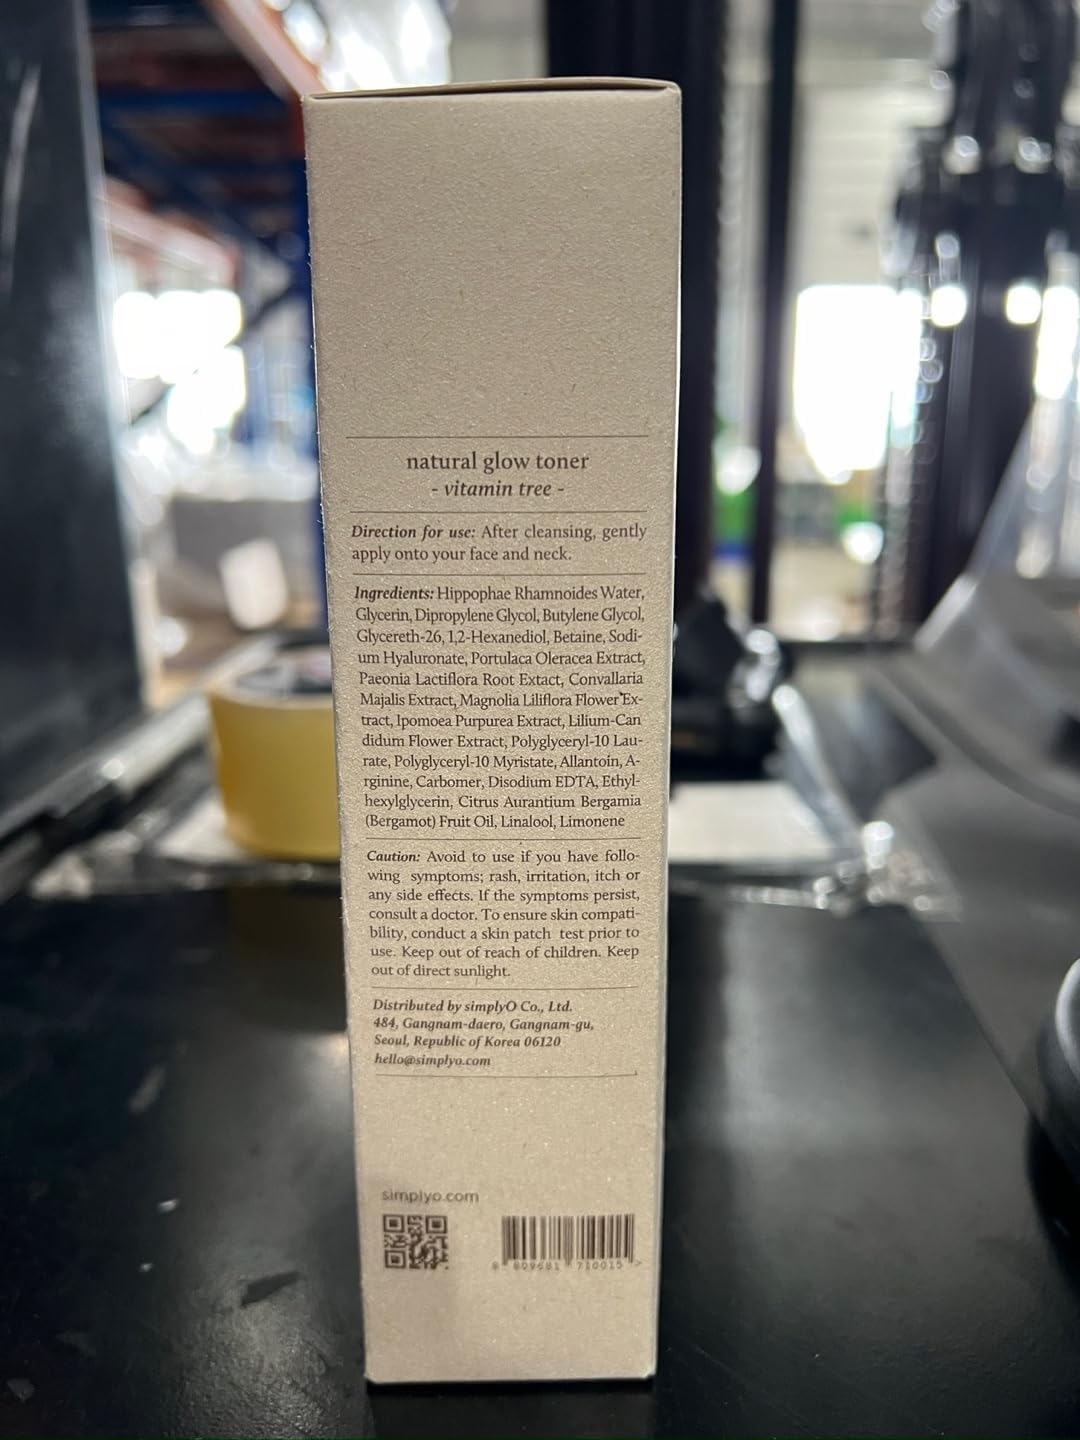 natural glow toner
- vitamin tree -
Direction for use: After cleansing, gently
apply onto your face and neck.
Ingredients: Hippophae Rhamnoides Water,
Glycerin, Dipropylene Glycol, Butylene Glycol,
Glycereth-26, 1,2-Hexanediol, Betaine, Sodi-
um Hyaluronate, Portulaca Oleracea Extract,
Paeonia Lactiflora Root Extact, Convallaria
Majalis Extract, Magnolia Liliflora Flower Ex-
tract, Ipomoea Purpurea Extract, Lilium-Can
didum Flower Extract, Polyglyceryl-10 Lau-
rate, Polyglyceryl-10 Myristate, Allantoin, A-
rginine, Carbomer, Disodium EDTA, Ethyl-
hexylglycerin, Citrus Aurantium Bergamia
(Bergamot) Fruit Oil, Linalool, Limonene
Caution: Avoid to use if you have follo-
wing symptoms; rash, irritation, itch or
any side effects. If the symptoms persist,
consult a doctor. To ensure skin compati-
bility, conduct a skin patch test prior to
use. Keep out of reach of children. Keep
out of direct sunlight.
Distributed by simplyO Co., Ltd.
484, Gangnam-daero, Gangnam-gu,
Seoul, Republic of Korea 06120
hello@simplyo.com
simplyo.com
8 809681 710015 >